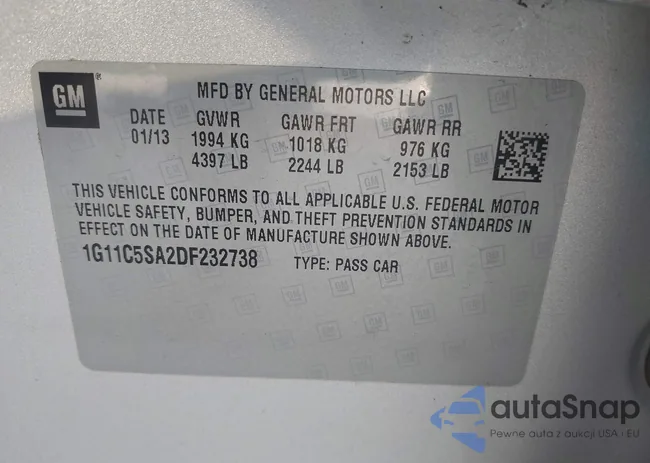 GM
MFD BY GENERAL MOTORS LLC
DATE GVWR GAWR FRT GAWR RR
01/13 1994 KG 1018 KG 976 KG
4397 LB 2244 LB 2153 LB
THIS VEHICLE CONFORMS TO ALL APPLICABLE U.S. FEDERAL MOTOR
VEHICLE SAFETY, BUMPER, AND THEFT PREVENTION STANDARDS IN
EFFECT ON THE DATE OF MANUFACTURE SHOWN ABOVE.
1G11C5SA2DF232738 TYPE: PASS CAR
autoSnap
Pewne auta z aukcji USA i EU